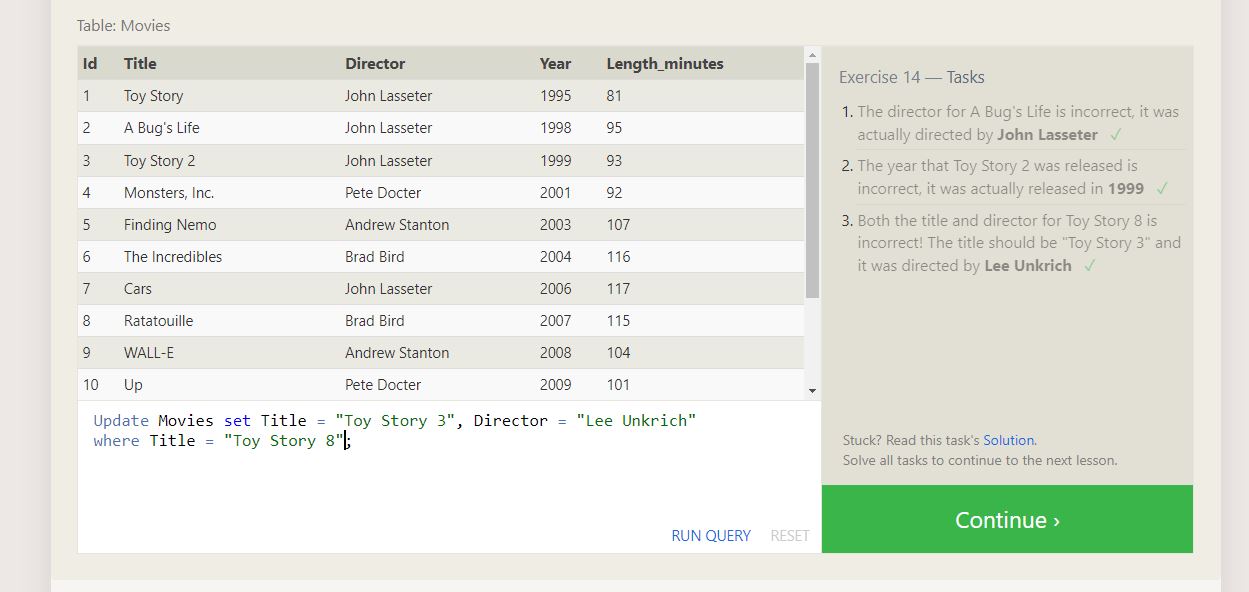 Table: Movies
Id Title Director Year Length_minutes
1 Toy Story John Lasseter 1995 81
2 A Bug's Life John Lasseter 1998 95
3 Toy Story 2 John Lasseter 1999 93
4 Monsters, Inc. Pete Docter 2001 92
5 Finding Nemo Andrew Stanton 2003 107
6 The Incredibles Brad Bird 2004 116
7 Cars John Lasseter 2006 117
8 Ratatouille Brad Bird 2007 115
9 WALL-E Andrew Stanton 2008 104
10 Up Pete Docter 2009 101
Update Movies set Title = "Toy Story 3", Director = "Lee Unkrich"
where Title = "Toy Story 8";
RUN QUERY RESET
Exercise 14 — Tasks
1. The director for A Bug's Life is incorrect, it was
actually directed by John Lasseter ✓
2. The year that Toy Story 2 was released is
incorrect, it was actually released in 1999 ✓
3. Both the title and director for Toy Story 8 is
incorrect! The title should be "Toy Story 3" and
it was directed by Lee Unkrich ✓
Stuck? Read this task's Solution.
Solve all tasks to continue to the next lesson.
Continue ›